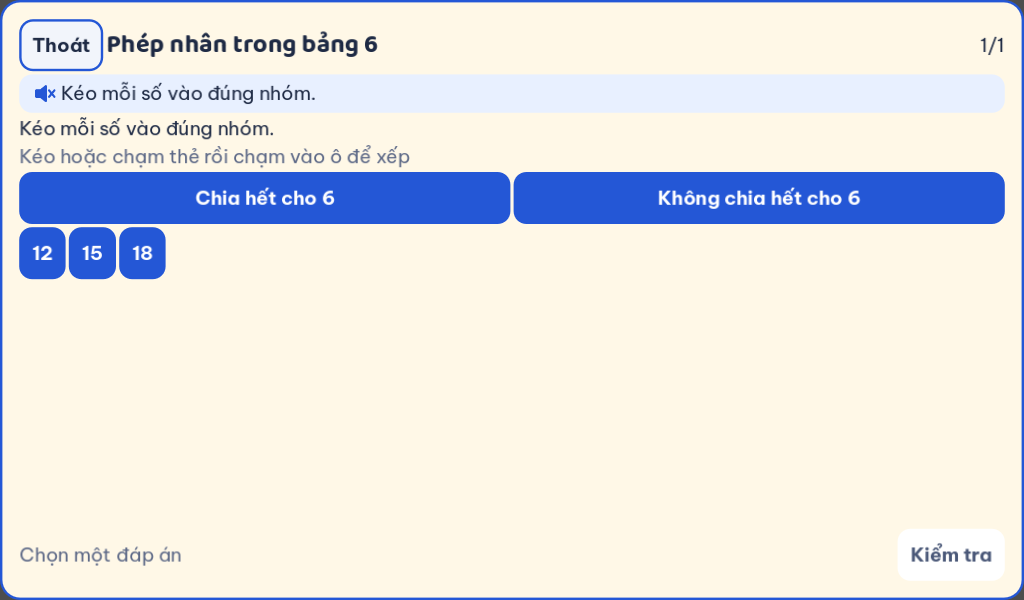 Thoát Phép nhân trong bảng 6 1/1
Kéo mỗi số vào đúng nhóm.
Kéo mỗi số vào đúng nhóm.
Kéo hoặc chạm thẻ rồi chạm vào ô để xếp
Chia hết cho 6 Không chia hết cho 6
12 15 18
Chọn một đáp án Kiểm tra